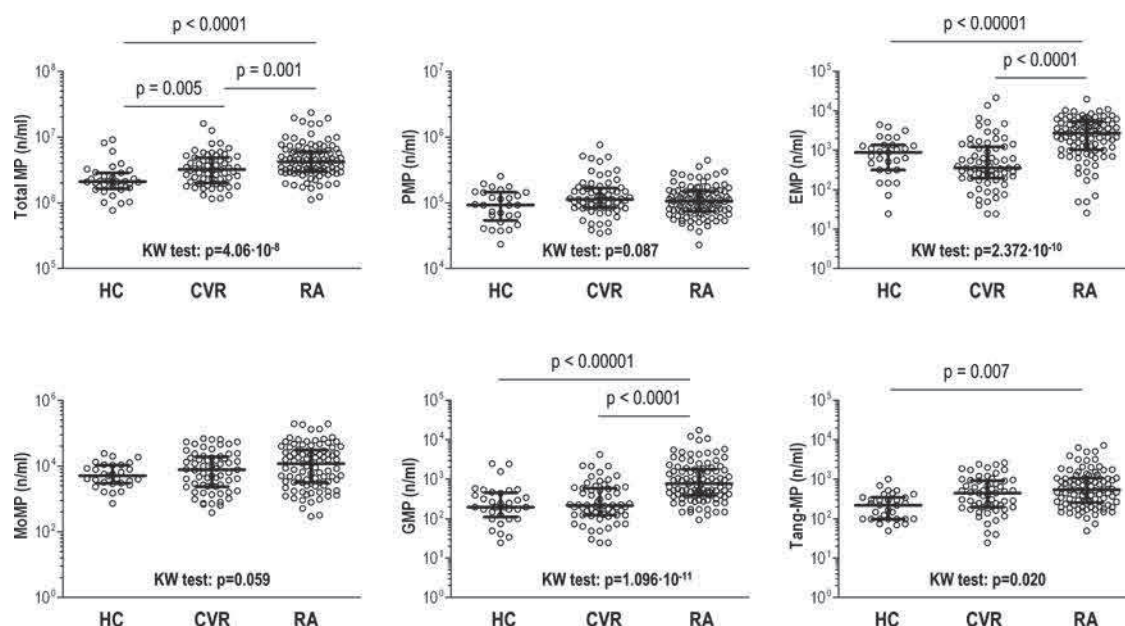 p < 0.0001
p = 0.005
p = 0.001
Total MP (n/ml)
10⁸
10⁷
10⁶
10⁵
KW test: p=4.06·10⁻⁸
HC CVR RA
PMP (n/ml)
10⁷
10⁶
10⁵
10⁴
KW test: p=0.087
HC CVR RA
p < 0.00001
p < 0.0001
EMP (n/ml)
10⁵
10⁴
10³
10²
10¹
10⁰
KW test: p=2.372·10⁻¹⁰
HC CVR RA
MoMP (n/ml)
10⁶
10⁴
10²
10⁰
KW test: p=0.059
HC CVR RA
p < 0.00001
p < 0.0001
GMP (n/ml)
10⁵
10⁴
10³
10²
10¹
10⁰
KW test: p=1.096·10⁻¹¹
HC CVR RA
p = 0.007
Tang-MP (n/ml)
10⁵
10⁴
10³
10²
10¹
10⁰
KW test: p=0.020
HC CVR RA